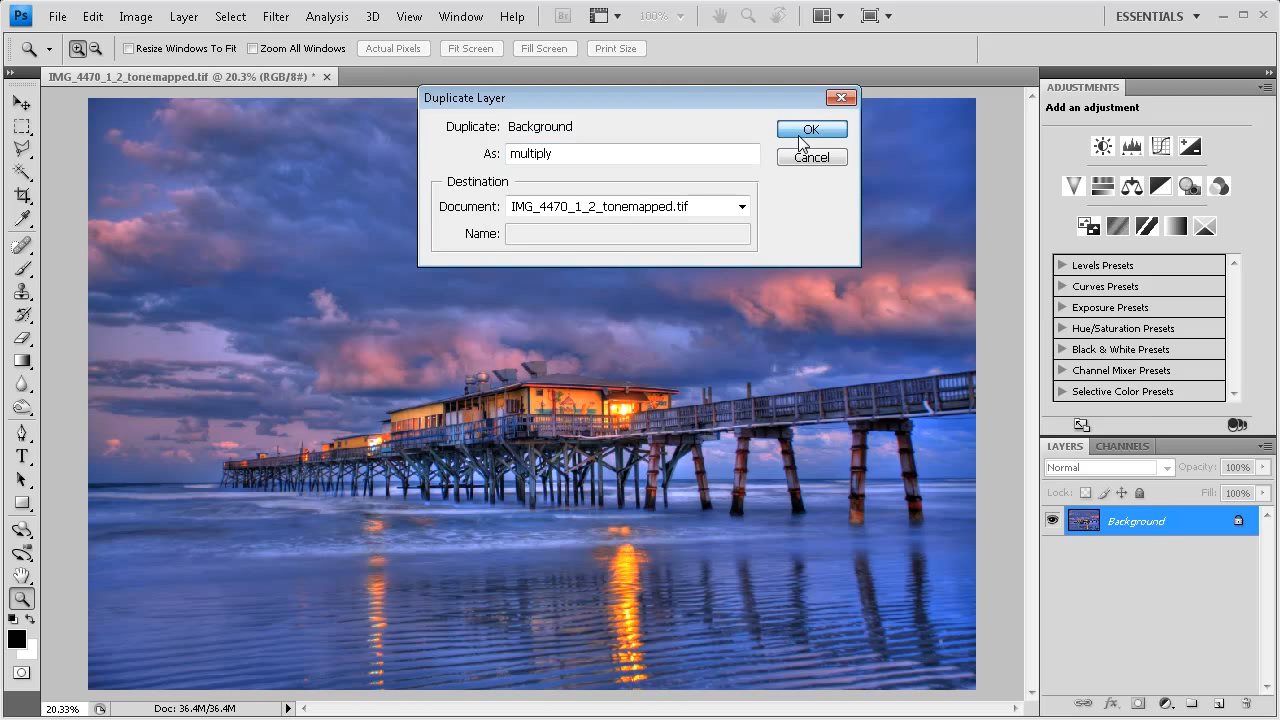 Ps File Edit Image Layer Select Filter Analysis 3D View Window Help Br 100% ESSENTIALS
Resize Windows To Fit Zoom All Windows Actual Pixels Fit Screen Fill Screen Print Size
IMG_4470_1_2_tonemapped.tif @ 20.3% (RGB/8#) *
Duplicate Layer
Duplicate: Background
OK
As: multiply
Cancel
Destination
Document: IMG_4470_1_2_tonemapped.tif
Name:
ADJUSTMENTS
Add an adjustment
Levels Presets
Curves Presets
Exposure Presets
Hue/Saturation Presets
Black & White Presets
Channel Mixer Presets
Selective Color Presets
LAYERS CHANNELS
Normal Opacity: 100%
Lock: Fill: 100%
Background
T
fx
20.33% Doc: 36.4M/36.4M